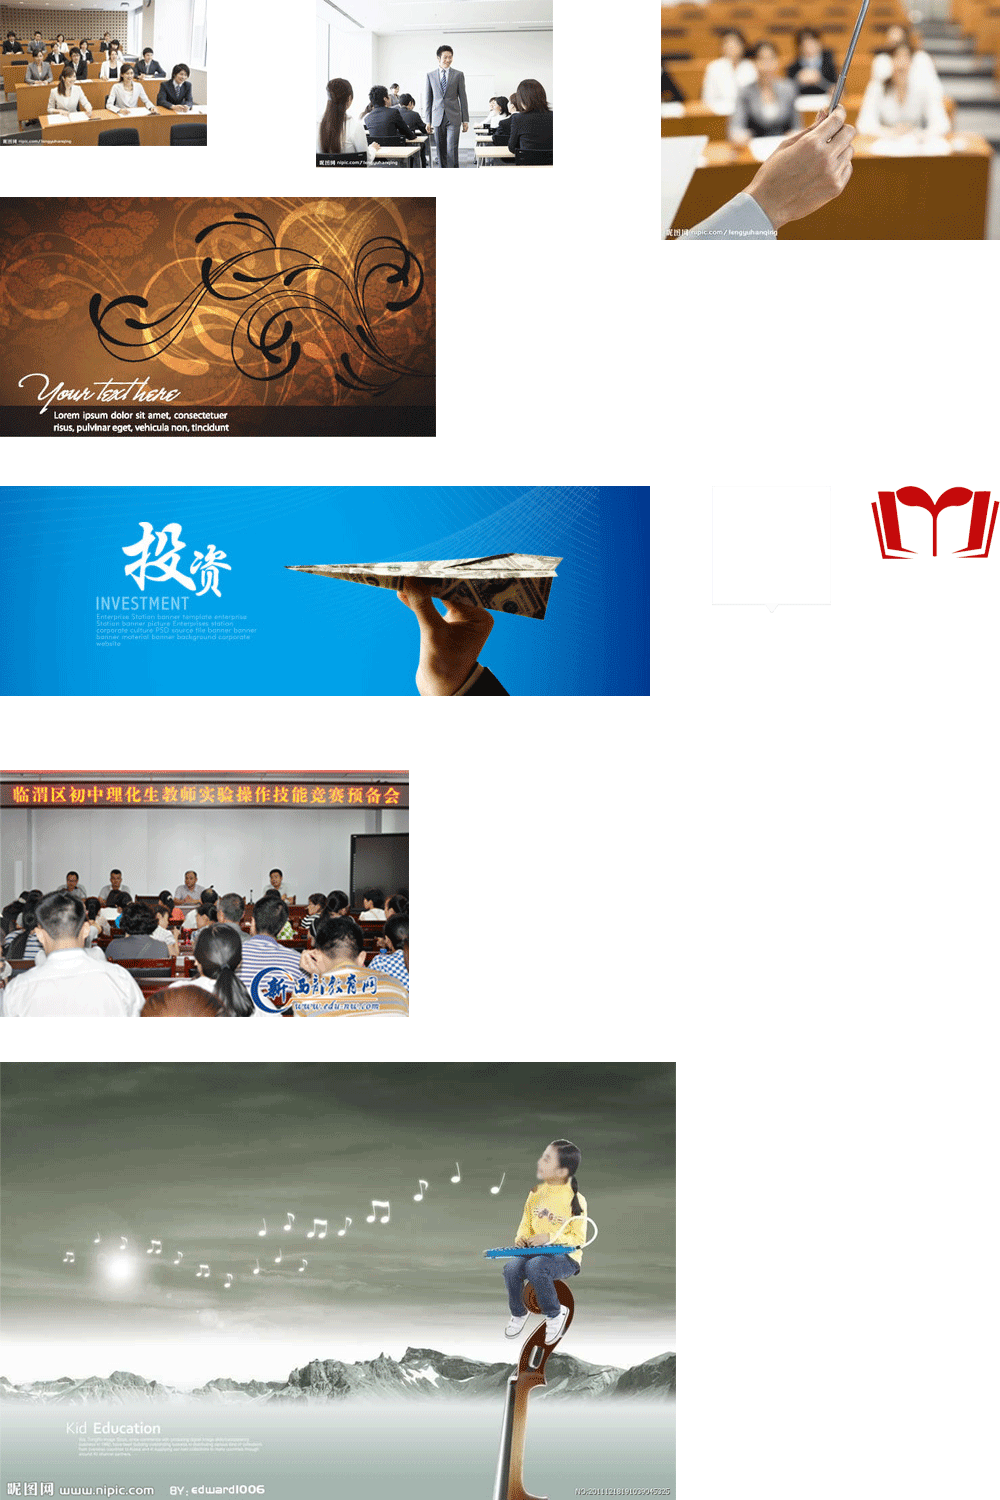 昵图网 nipic.com/lengyuhanqing
昵图网 nipic.com/lengyuhanqing
昵图网 nipic.com/lengyuhanqing
Your text here
Lorem ipsum dolor sit amet, consectetuer
risus, pulvinar eget, vehicula non, tincidunt
投资
INVESTMENT
Enterprise Station banner template enterprise
Station banner picture Enterprises station
corporate culture PSD source file banner banner
banner material banner background corporate
website
临渭区初中理化生教师实验操作技能竞赛预备会
新西部教育网
www.edu-nw.com
Kid Education
昵图网 www.nipic.com BY: edward1006
NO:20111218191039045325